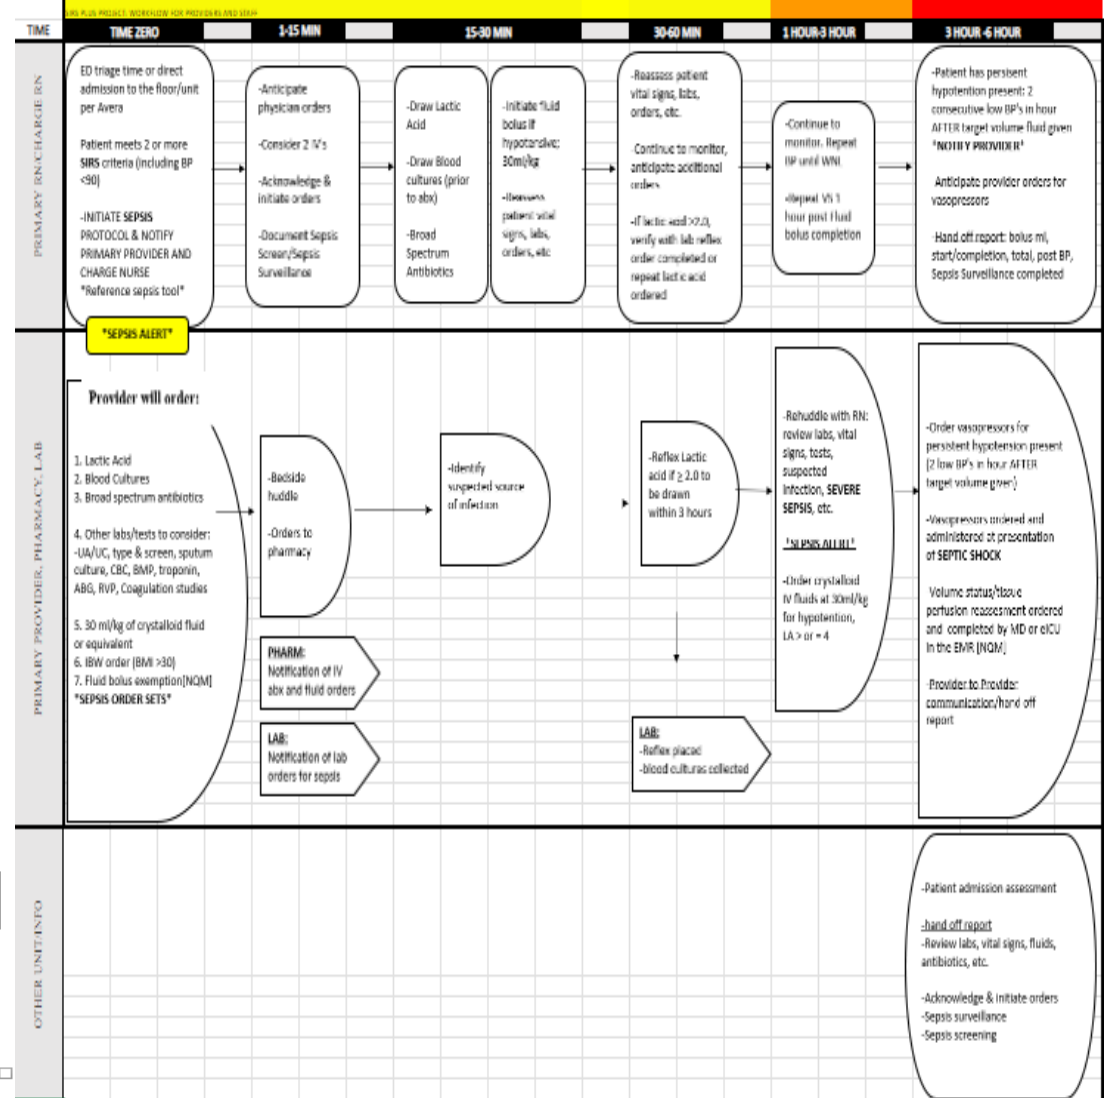 SIRS PLUS PROJECT: WORKFLOW FOR PROVIDERS AND STAFF
TIME
TIME ZERO
1-15 MIN
15-30 MIN
30-60 MIN
1 HOUR-3 HOUR
3 HOUR -6 HOUR
PRIMARY RN/CHARGE RN
ED triage time or direct
admission to the floor/unit
per Avera
Patient meets 2 or more
SIRS criteria (including BP
<90)
-INITIATE SEPSIS
PROTOCOL & NOTIFY
PRIMARY PROVIDER AND
CHARGE NURSE
*Reference sepsis tool*
-Anticipate
physician orders
-Consider 2 IV's
-Acknowledge &
initiate orders
-Document Sepsis
Screen/Sepsis
Surveillance
-Draw Lactic
Acid
-Draw Blood
cultures (prior
to abx)
-Broad
Spectrum
Antibiotics
-Initiate fluid
bolus if
hypotensive;
30ml/kg
-Reassess
patient vital
signs, labs,
orders, etc
-Reassess patient
vital signs, labs,
orders, etc.
-Continue to monitor,
anticipate additional
orders
-If lactic acid >2.0,
verify with lab reflex
order completed or
repeat lactic acid
ordered
-Continue to
monitor. Repeat
BP until WNL
-Repeat VS 1
hour post fluid
bolus completion
-Patient has persisent
hypotention present: 2
consecutive low BP's in hour
AFTER target volume fluid given
*NOTIFY PROVIDER*
Anticipate provider orders for
vasopressors
-Hand off report: bolus ml,
start/completion, total, post BP,
Sepsis Surveillance completed
*SEPSIS ALERT*
PRIMARY PROVIDER, PHARMACY, LAB
Provider will order:
1. Lactic Acid
2. Blood Cultures
3. Broad spectrum antibiotics
4. Other labs/tests to consider:
-UA/UC, type & screen, sputum
culture, CBC, BMP, troponin,
ABG, RVP, Coagulation studies
5. 30 ml/kg of crystalloid fluid
or equivalent
6. IBW order (BMI >30)
7. Fluid bolus exemption[NQM]
*SEPSIS ORDER SETS*
-Bedside
huddle
-Orders to
pharmacy
PHARM:
Notification of IV
abx and fluid orders
LAB:
Notification of lab
orders for sepsis
-Identify
suspected source
of infection
-Reflex Lactic
acid if ≥ 2.0 to
be drawn
within 3 hours
LAB:
-Reflex placed
-blood cultures collected
-Rehuddle with RN:
review labs, vital
signs, tests,
suspected
infection, SEVERE
SEPSIS, etc.
*SEPSIS ALERT*
-Order crystalloid
IV fluids at 30ml/kg
for hypotention,
LA > or = 4
-Order vasopressors for
persistent hypotension present
(2 low BP's in hour AFTER
target volume given)
-Vasopressors ordered and
administered at presentation
of SEPTIC SHOCK
Volume status/tissue
perfusion reassesment ordered
and completed by MD or eICU
in the EMR [NQM]
-Provider to Provider
communication/hand off
report
OTHER UNIT/INFO
-Patient admission assessment
-hand off report
-Review labs, vital signs, fluids,
antibiotics, etc.
-Acknowledge & initiate orders
-Sepsis surveillance
-Sepsis screening